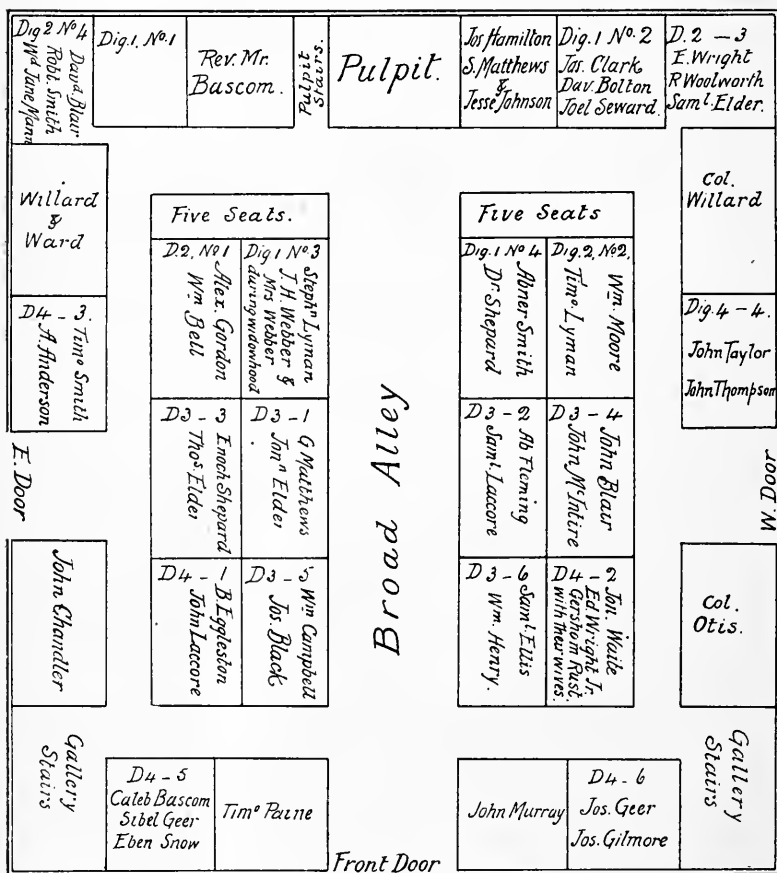 Dig 2 No 4
Davd. Blair
Robt. Smith
Wd Jane Mann
Dig. 1, No. 1
Rev. Mr.
Bascom.
Pulpit
Stairs.
Pulpit.
Jos Hamilton
S. Matthews
&
Jesse Johnson
Dig. 1 No. 2
Jas. Clark
Dav. Bolton
Joel Seward.
D. 2 - 3
E. Wright
R Woolworth
Saml. Elder.
Willard
&
Ward
Col.
Willard
Five Seats.
Five Seats
D. 2, No 1
Alex. Gordon
Wm Bell
Dig 1 No. 3
Stephn Lyman
J. H. Webber &
Mrs Webber
during widowhood
Dig. 1 No 4
Abner Smith
Dr. Shepard
Dig. 2, No2,
Wm. Moore
Timo. Lyman
D4 - 3.
Timo Smith
A. Anderson
Dig. 4 - 4.
John Taylor
John Thompson
Broad Alley
D3 - 3
Enoch Shepard
Thos. Elder
D3 - 1
G Matthews
Jonn Elder
D3 - 2
Ab Fleming
Saml. Laccore
D3 - 4
John Blair
John McIntire
E. Door
W. Door
John Chandler
D4 - 1
B. Eggleston
John Laccore
D3 - 5
Wm Campbell
Jos. Black
D3 - 6
Saml Ellis
Wm. Henry.
D4 - 2
Jon. Waite
Ed Wright Jr.
Gershom Rust.
with their wives.
Col.
Otis.
Gallery
Stairs
D4 - 5
Caleb Bascom
Sibel Geer
Eben Snow
Timo Paine
Front Door
John Murray
D4 - 6
Jos. Geer
Jos. Gilmore
Gallery
Stairs